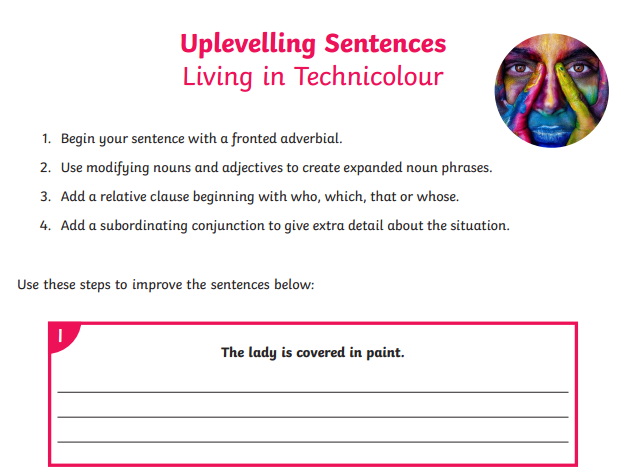 Uplevelling Sentences
Living in Technicolour
1. Begin your sentence with a fronted adverbial.
2. Use modifying nouns and adjectives to create expanded noun phrases.
3. Add a relative clause beginning with who, which, that or whose.
4. Add a subordinating conjunction to give extra detail about the situation.
Use these steps to improve the sentences below:
1
The lady is covered in paint.